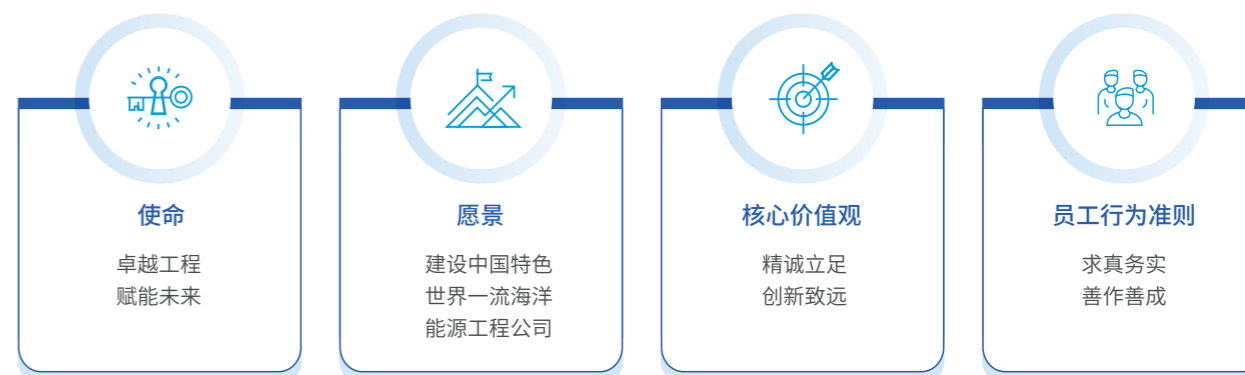 使命
卓越工程
赋能未来
愿景
建设中国特色
世界一流海洋
能源工程公司
核心价值观
精诚立足
创新致远
员工行为准则
求真务实
善作善成